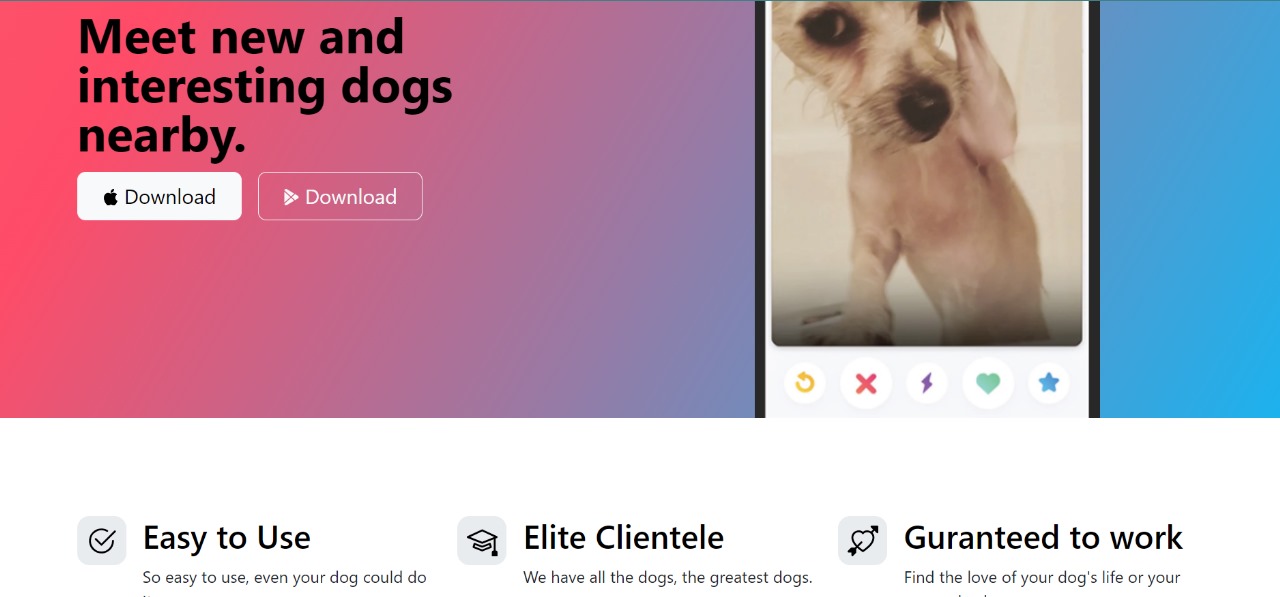 Meet new and
interesting dogs
nearby.
Download Download
Easy to Use Elite Clientele Guranteed to work
So easy to use, even your dog could do We have all the dogs, the greatest dogs. Find the love of your dog's life or your